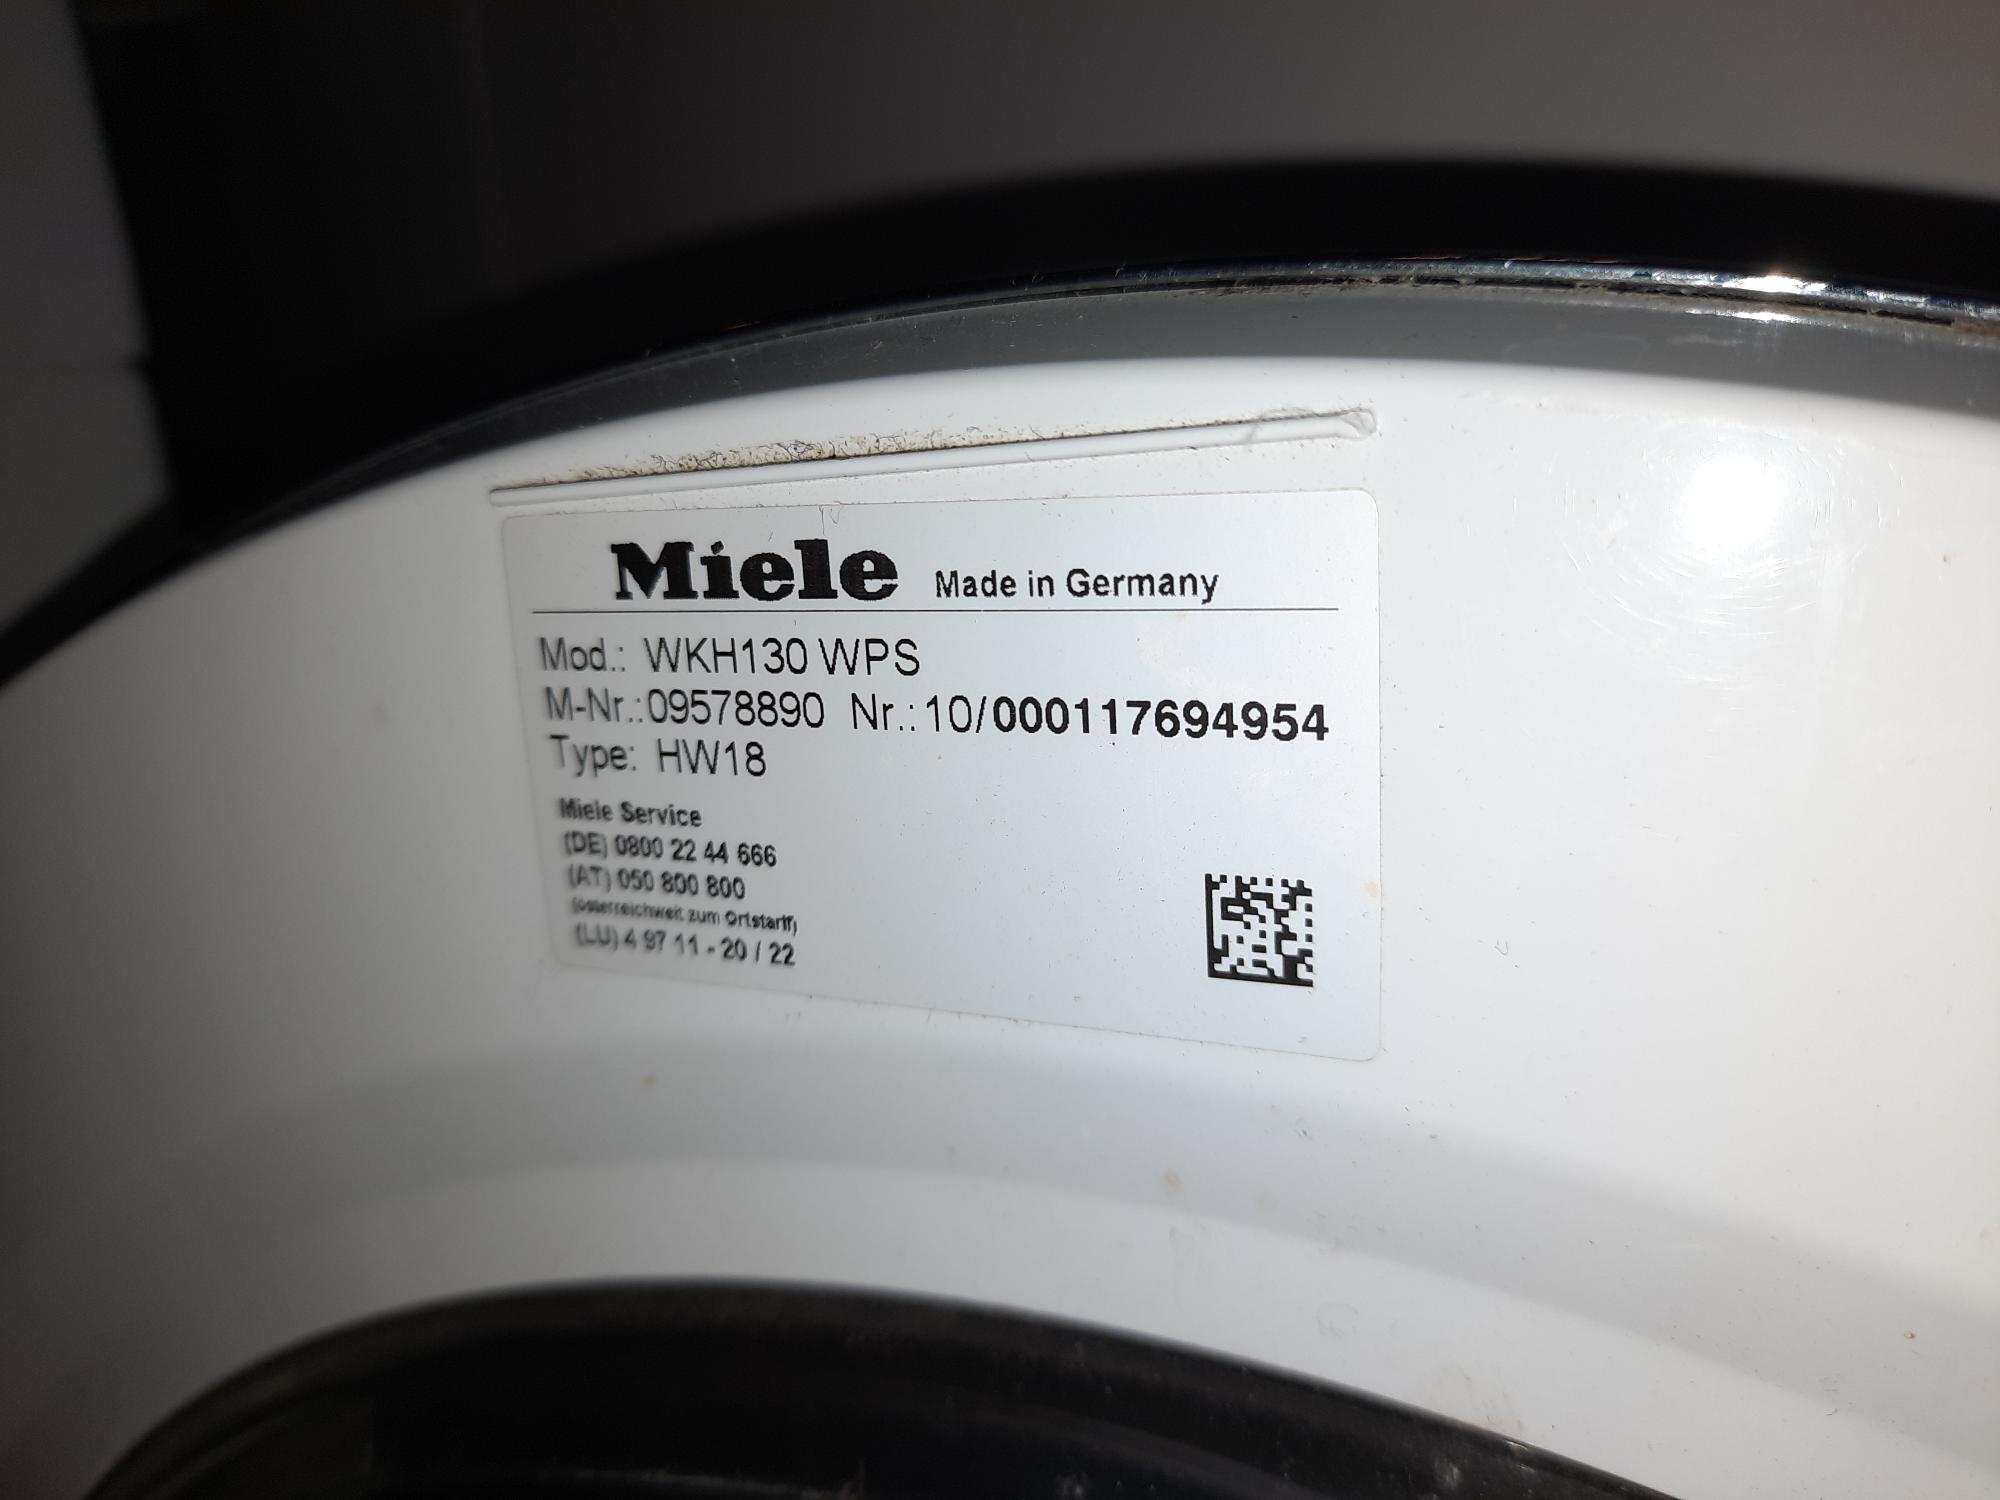 Miele Made in Germany
Mod.: WKH130 WPS
M-Nr.:09578890 Nr.: 10/000117694954
Type: HW18
Miele Service
(DE) 0800 22 44 666
(AT) 050 800 800
(österreichweit zum Ortstarif)
(LU) 4 97 11 - 20 / 22